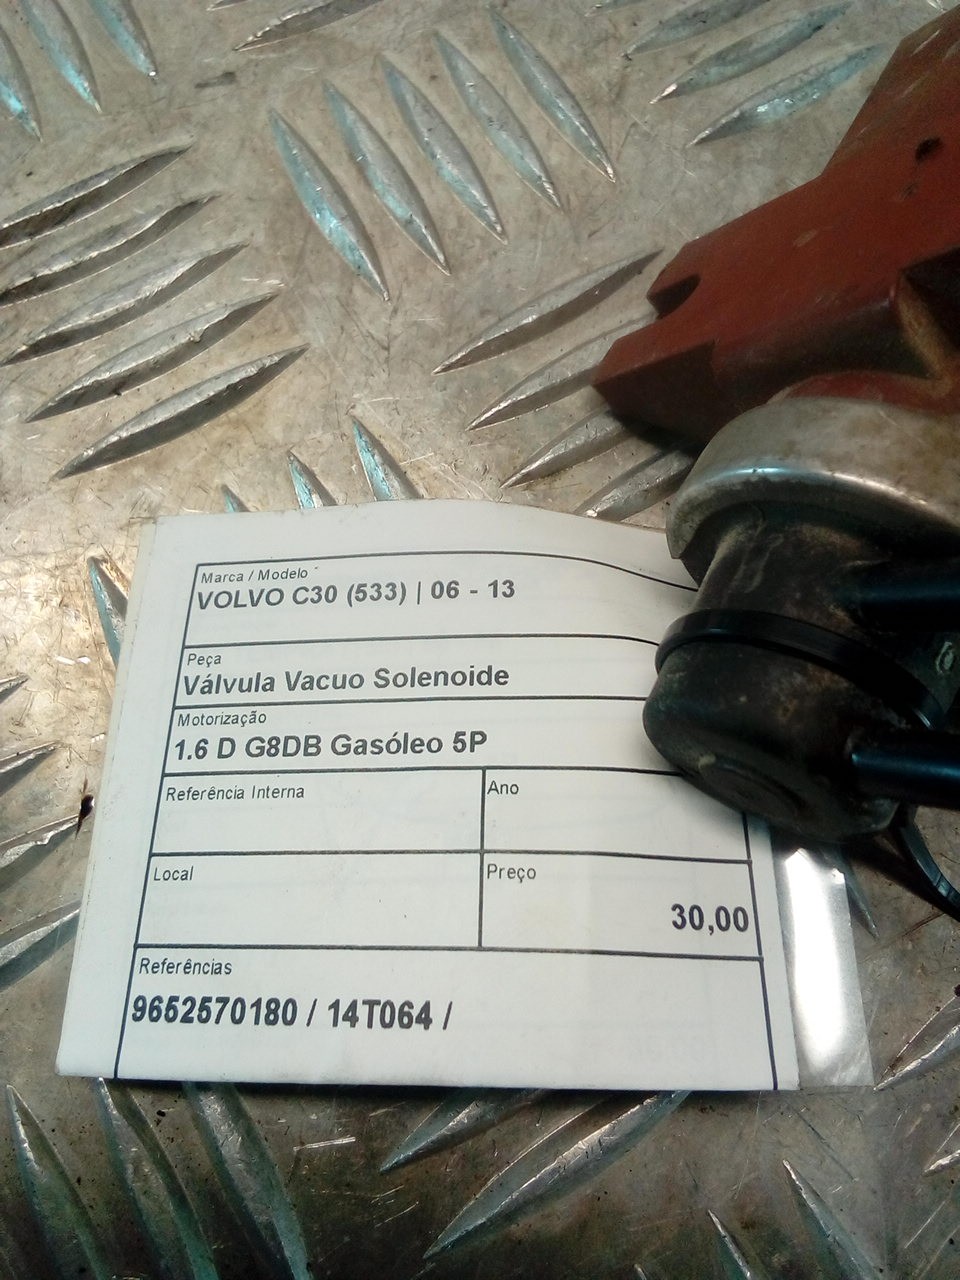 Marca / Modelo
VOLVO C30 (533) | 06 - 13
Peça
Válvula Vacuo Solenoide
Motorização
1.6 D G8DB Gasóleo 5P
Referência Interna
Ano
Local
Preço
30,00
Referências
9652570180 / 14T064 /